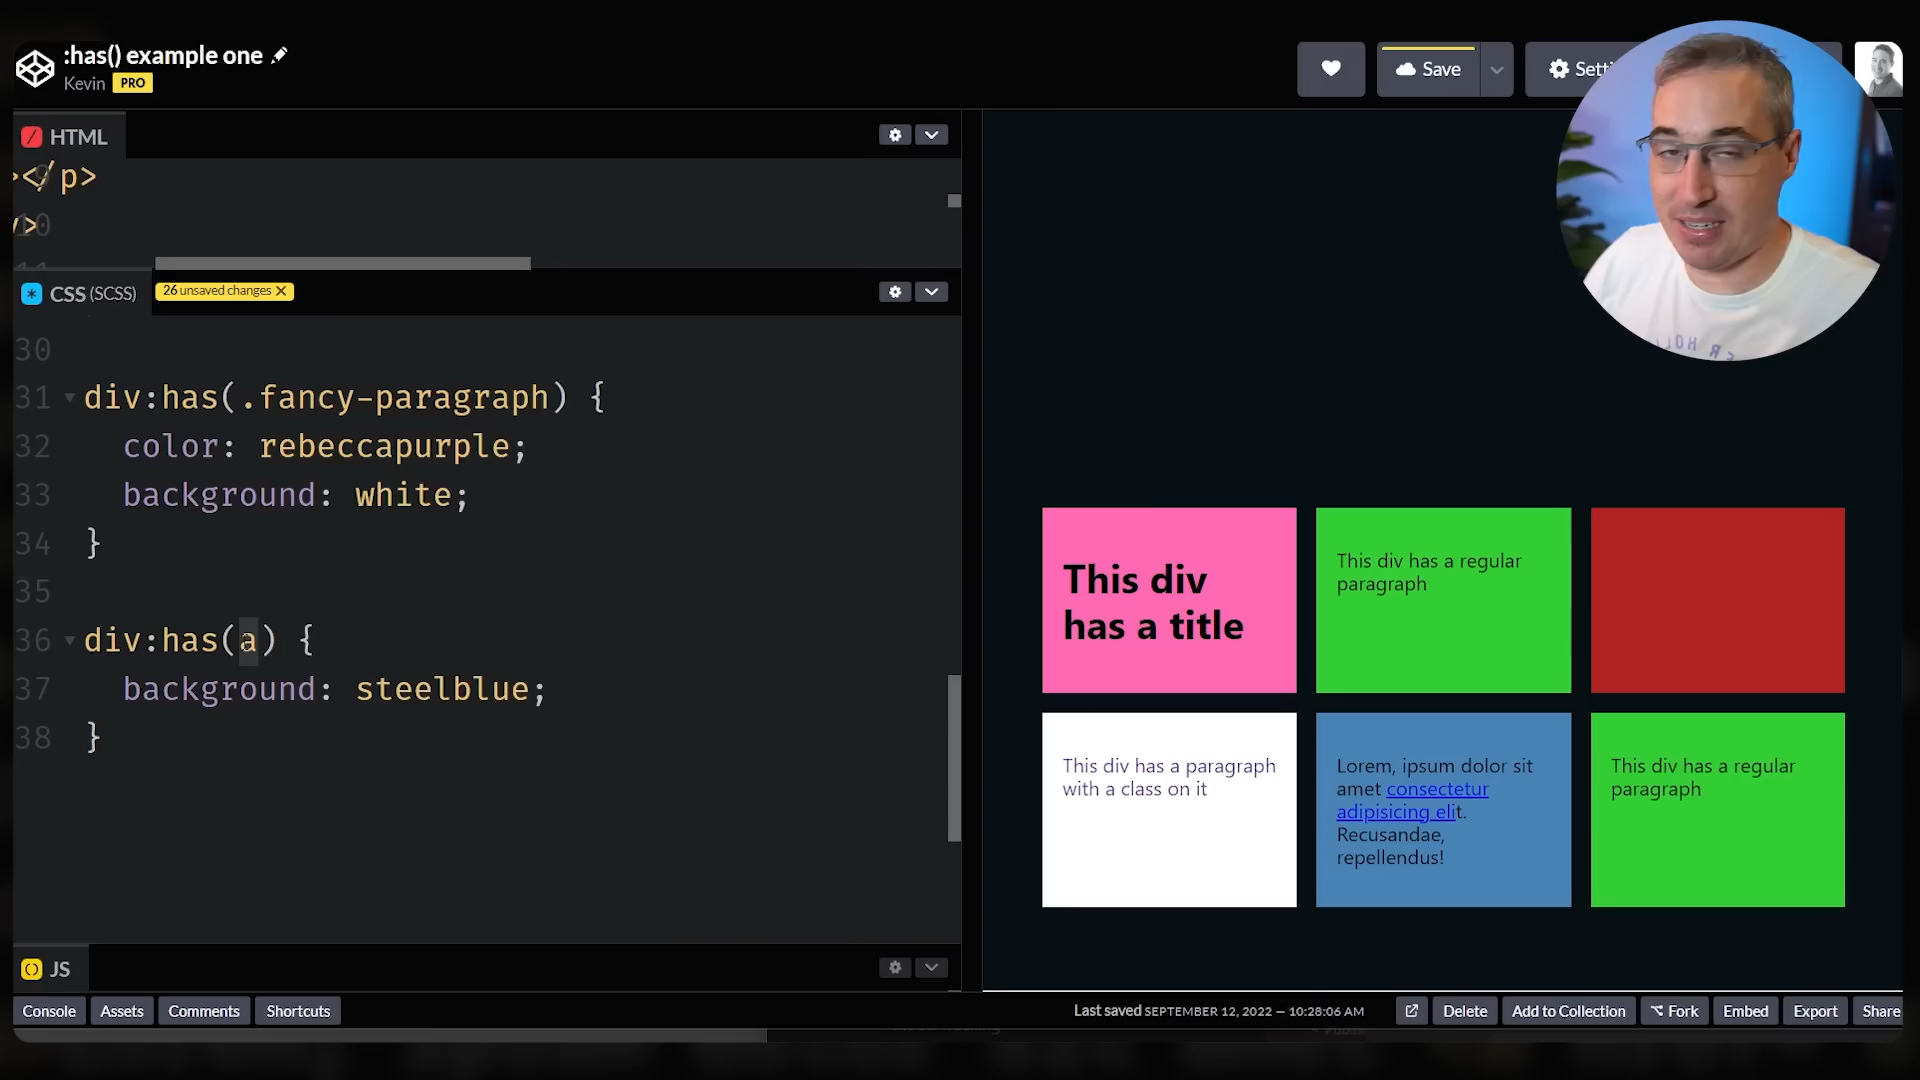 :has() example one
Kevin PRO
Save
HTML
9
></p>
10
CSS (SCSS)
26 unsaved changes
30
31 div:has(.fancy-paragraph) {
32 color: rebeccapurple;
33 background: white;
34 }
35
36 div:has(a) {
37 background: steelblue;
38 }
This div
has a title
This div has a regular
paragraph
This div has a paragraph
with a class on it
Lorem, ipsum dolor sit
amet consectetur
adipisicing elit.
Recusandae,
repellendus!
This div has a regular
paragraph
JS
Console Assets Comments Shortcuts
Last saved SEPTEMBER 12, 2022 — 10:28:06 AM
Delete Add to Collection Fork Embed Export Share